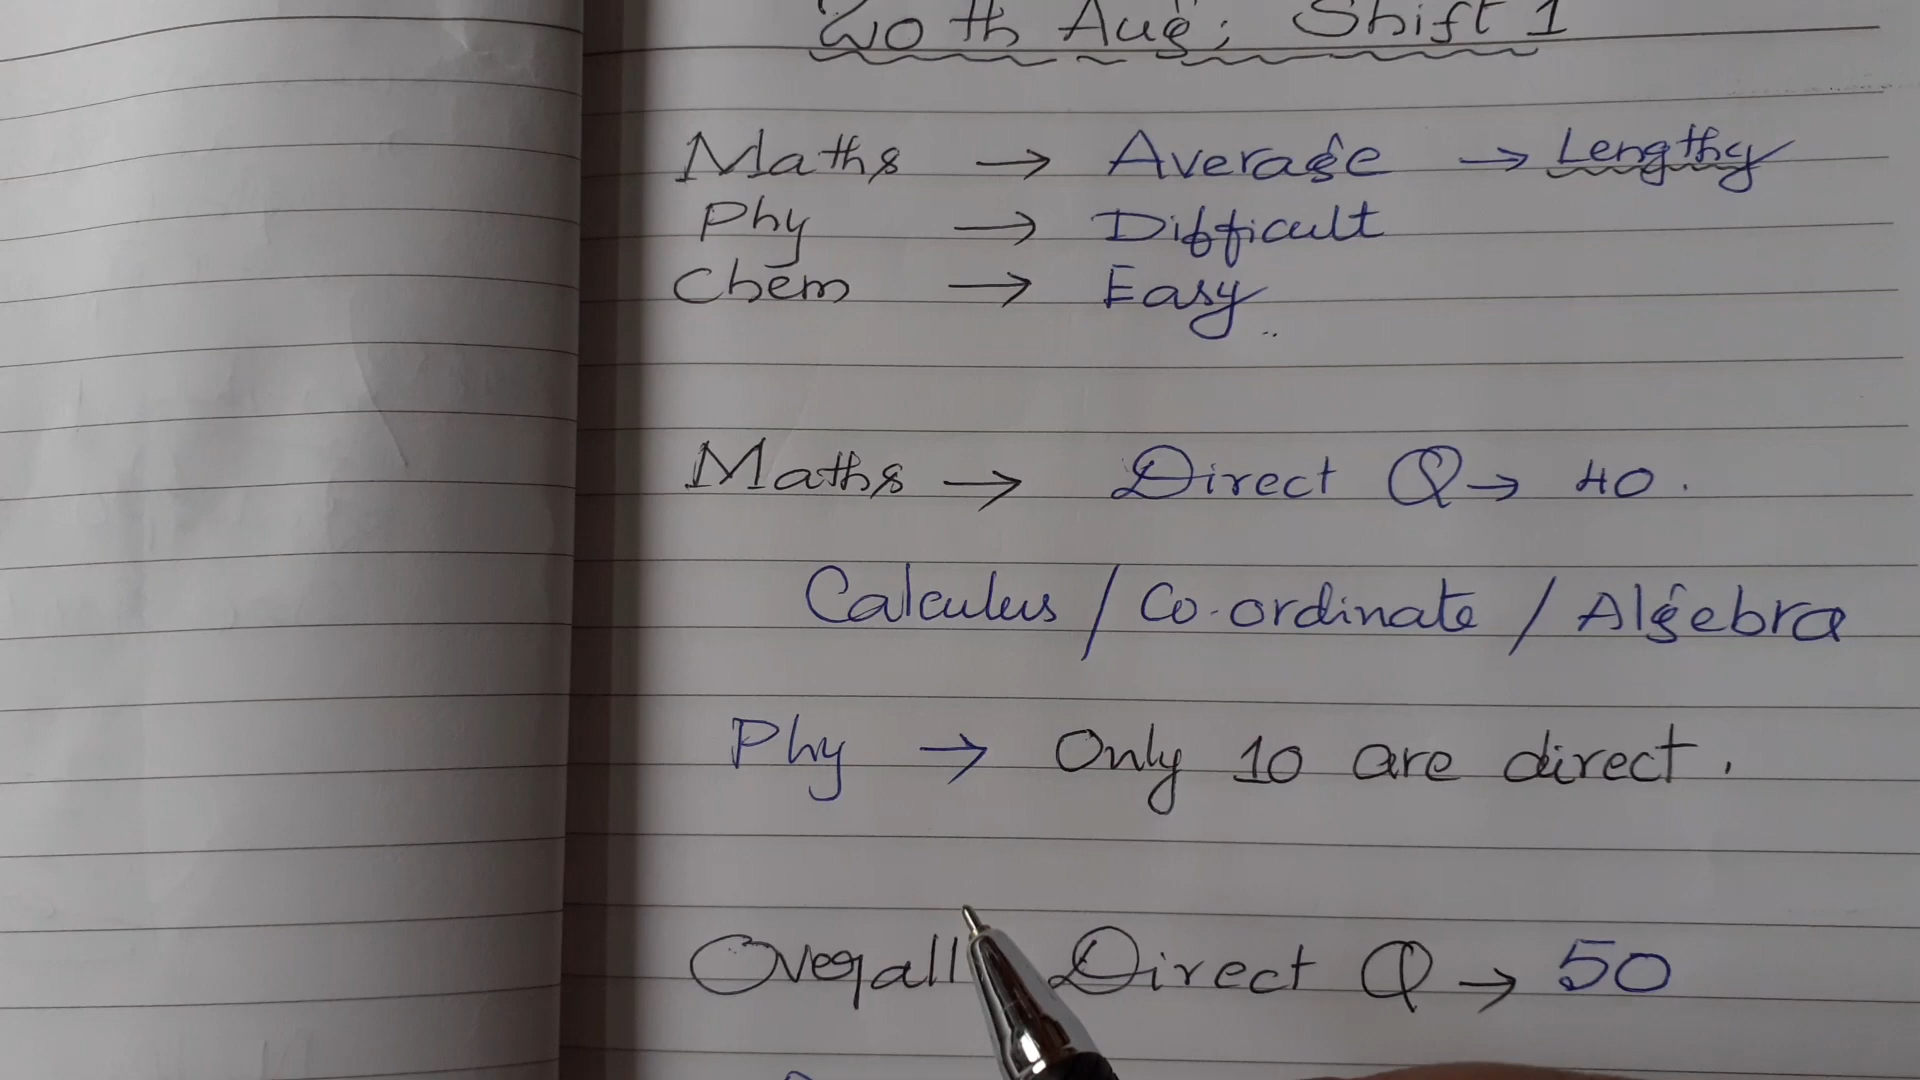 20th Aug; Shift 1
Maths → Average → Lengthy
Phy → Difficult
Chem → Easy
Maths → Direct Q → 40.
Calculus / Co-ordinate / Algebra
Phy → Only 10 are direct.
Overall Direct Q → 50